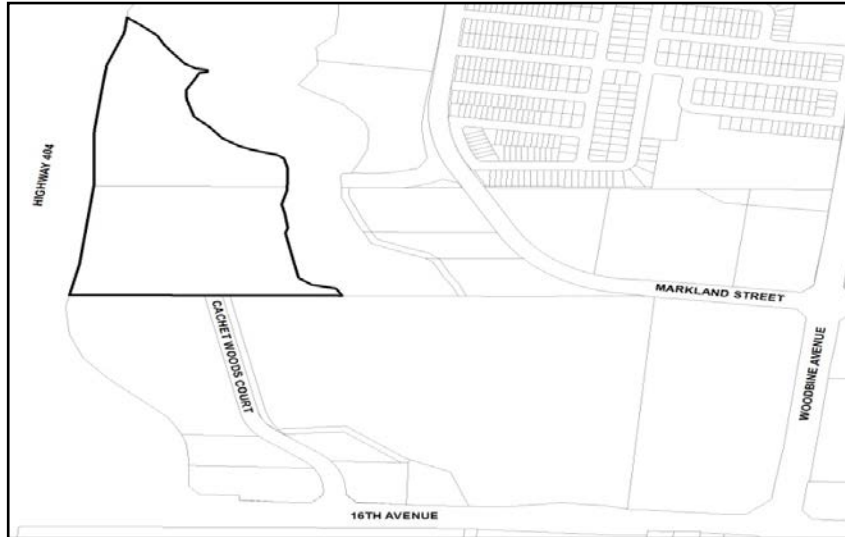 HIGHWAY 404
MARKLAND STREET
CACHET WOODS COURT
WOODBINE AVENUE
16TH AVENUE